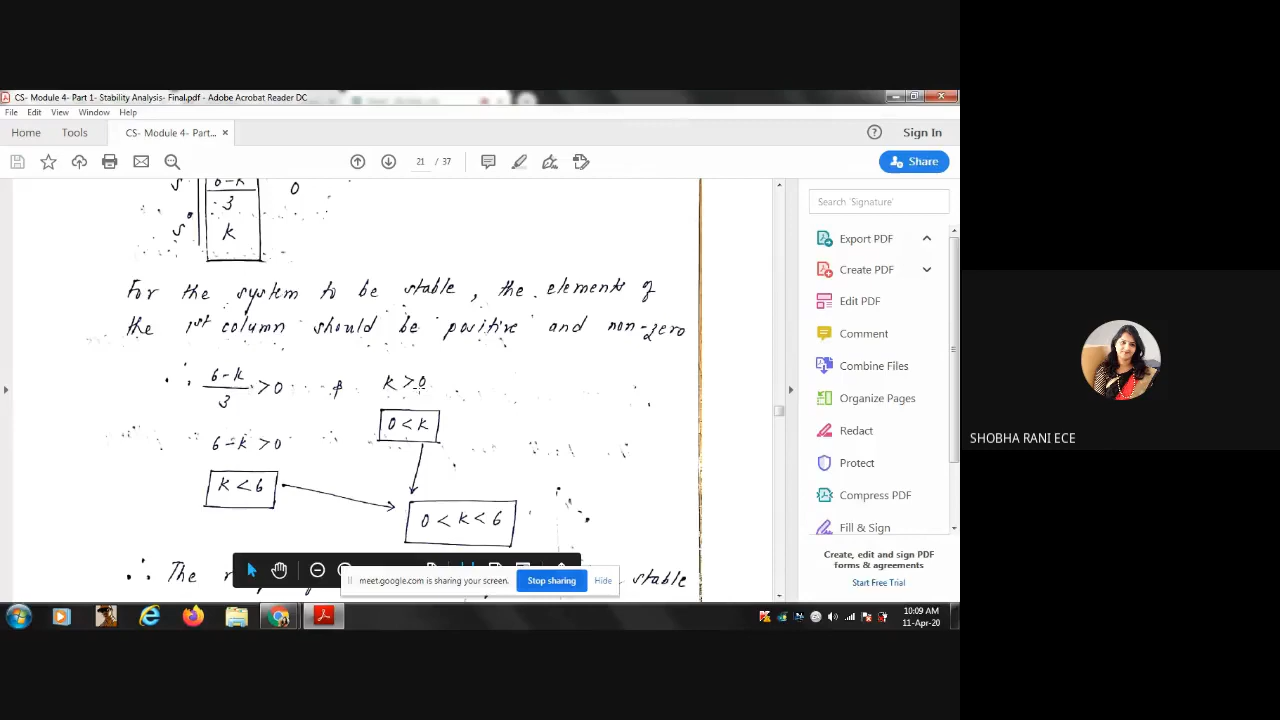 CS- Module 4- Part 1- Stability Analysis- Final.pdf - Adobe Acrobat Reader DC
File Edit View Window Help
Home Tools CS- Module 4- Part... × Sign In
21 / 37 Share
6-k
3
0
s⁰ k
For the system to be stable, the elements of
the 1st column should be positive and non-zero
∴ 6-k
3 >0 & k>0
0<k
6-k>0
k<6
0<k<6
∴ The
stable
meet.google.com is sharing your screen. Stop sharing Hide
Search 'Signature'
Export PDF
Create PDF
Edit PDF
Comment
Combine Files
Organize Pages
Redact
Protect
Compress PDF
Fill & Sign
Create, edit and sign PDF
forms & agreements
Start Free Trial
10:09 AM
11-Apr-20
SHOBHA RANI ECE